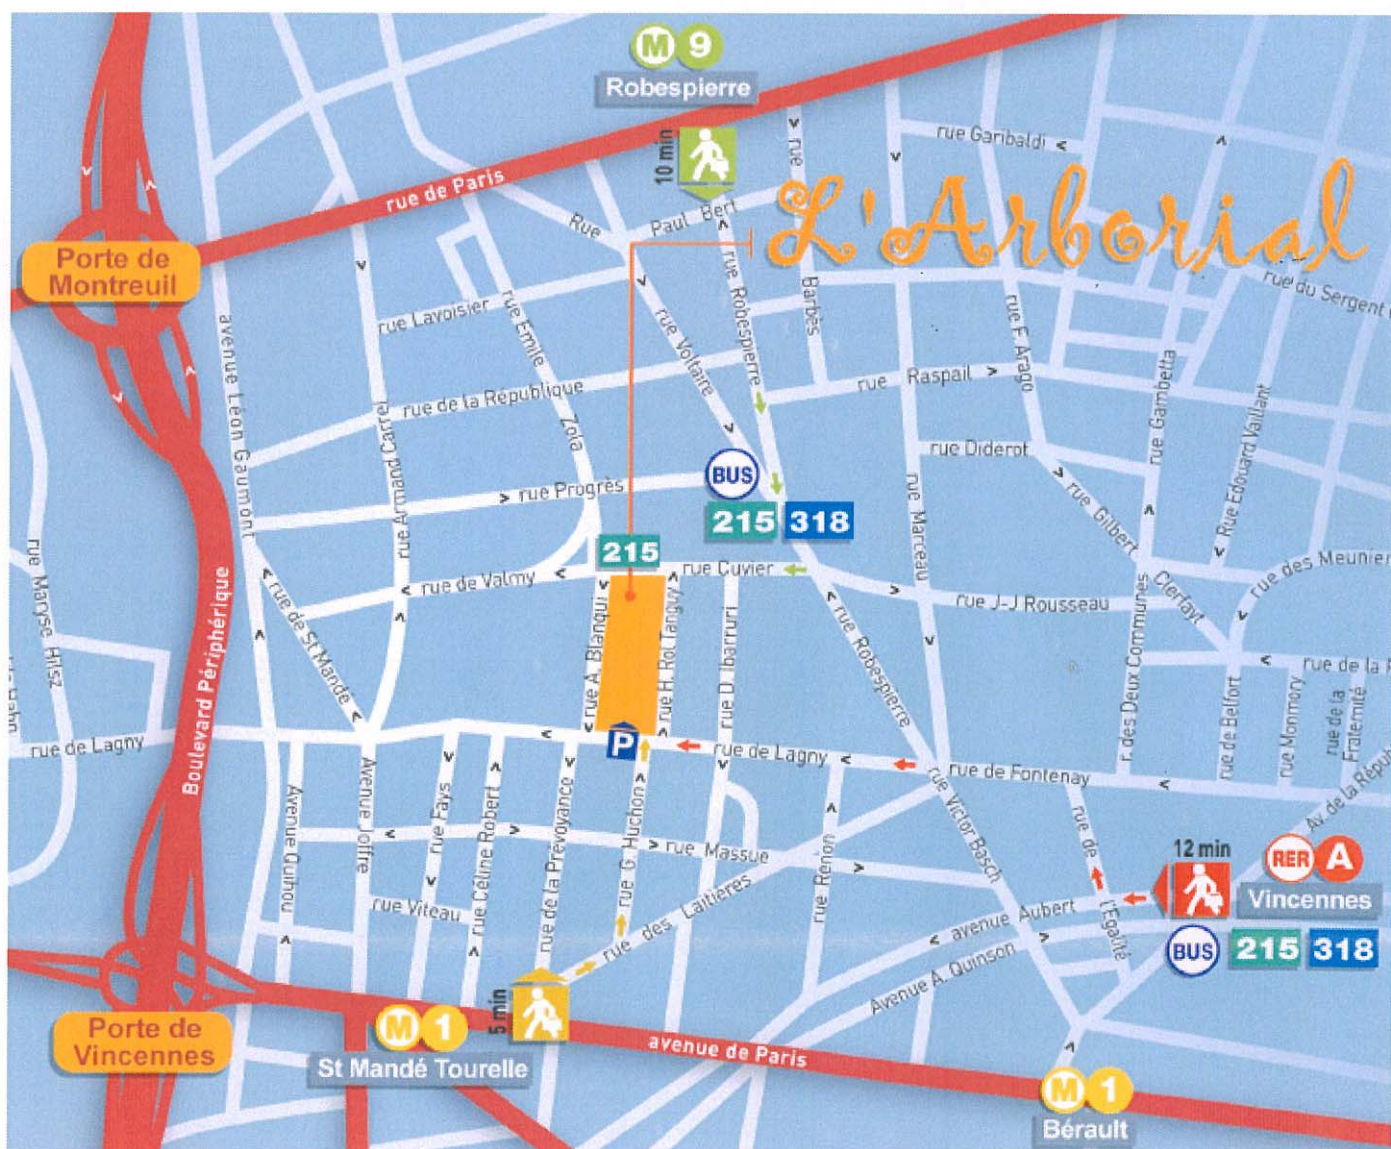 M 9
Robespierre
10 min
rue Garibaldi
L'Arborial
rue de Paris
Paul Bert
Rue
rue
Barbès
Porte de
Montreuil
rue du Sergent
rue Lavoisier
rue Emile
Zola
rue Voltaire
rue Robespierre
rue F. Arago
avenue Léon Gaumont
rue de la République
rue Raspail
rue Gambetta
Rue Edouard Vaillant
rue Armand Carrel
rue Diderot
BUS
rue Progrès
215 318
rue Marceau
rue Gilbert
Clerfayt
rue des Meunier
215
rue Cuvier
rue de Valmy
rue J-J Rousseau
rue Maryse Hilsz
Boulevard Périphérique
rue de St Mandé
rue A. Blanqui
rue H. Rol Tanguy
rue D. Ibarruri
rue Robespierre
r. des Deux Communes
rue de la
rue de Belfort
rue Monmory
rue de la
Fraternité
rue de Lagny
P
rue de Lagny
rue de Fontenay
Av. de la Répub
Avenue Quihou
Avenue Joffre
rue Fays
rue Céline Robert
rue de la Prévoyance
rue G. Huchon
rue Massue
rue Renon
rue Victor Basch
rue de
l'Egalité
12 min
RER A
Vincennes
rue Viteau
rue des Laitières
avenue Aubert
Avenue A. Quinson
BUS 215 318
5 min
Porte de
Vincennes
M 1
St Mandé Tourelle
avenue de Paris
M 1
Bérault